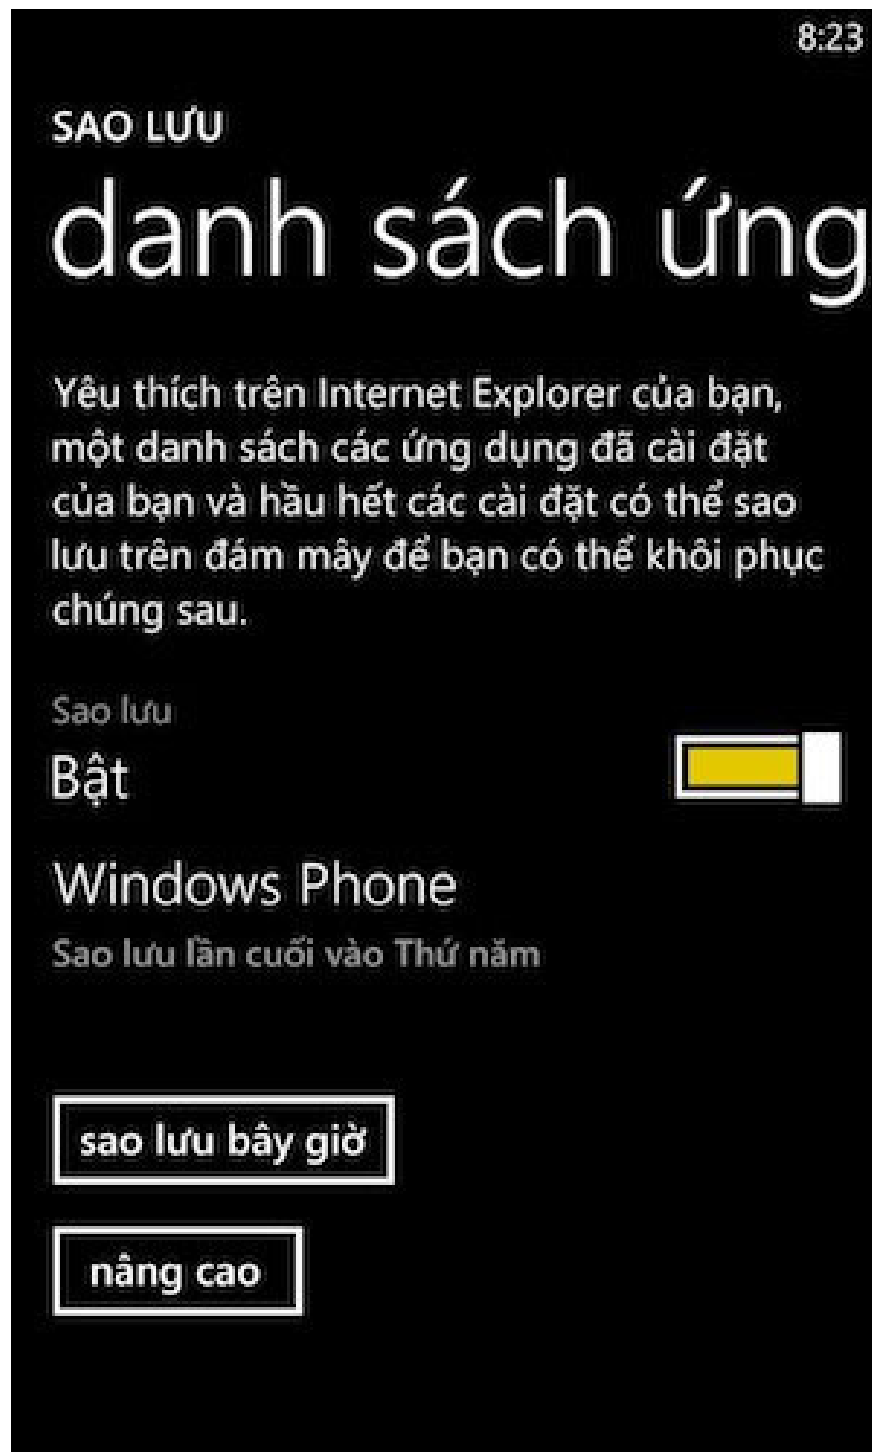 8:23
SAO LƯU
danh sách ứng
Yêu thích trên Internet Explorer của bạn,
một danh sách các ứng dụng đã cài đặt
của bạn và hầu hết các cài đặt có thể sao
lưu trên đám mây để bạn có thể khôi phục
chúng sau.
Sao lưu
Bật
Windows Phone
Sao lưu lần cuối vào Thứ năm
sao lưu bây giờ
nâng cao